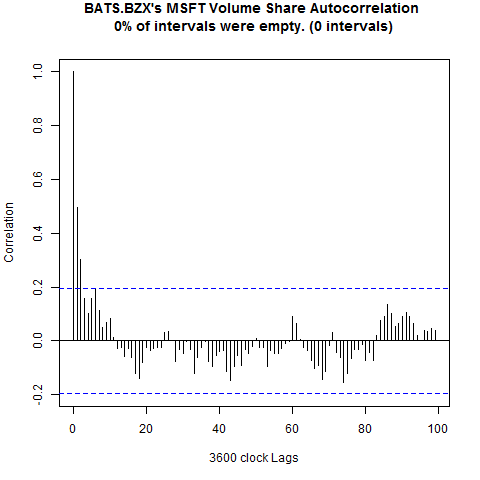 BATS.BZX's MSFT Volume Share Autocorrelation
0% of intervals were empty. (0 intervals)
Correlation
1.0
0.8
0.6
0.4
0.2
0.0
-0.2
0 20 40 60 80 100
3600 clock Lags